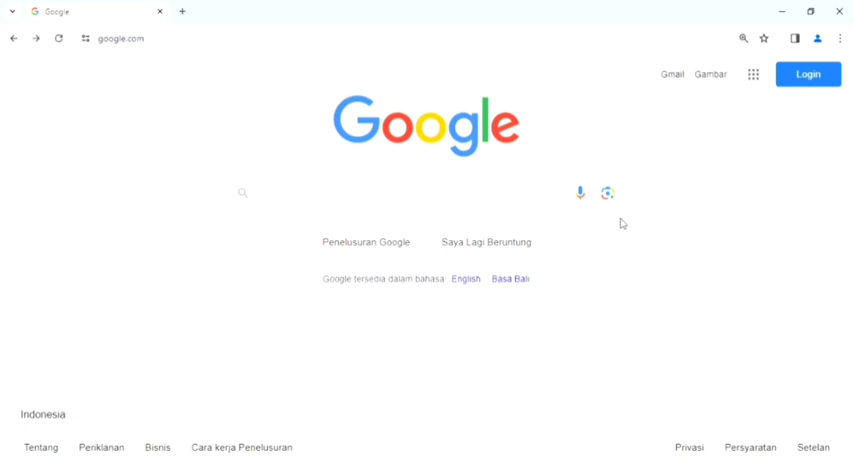 Google
google.com
Gmail Gambar Login
Google
Penelusuran Google Saya Lagi Beruntung
Google tersedia dalam bahasa English Basa Bali
Indonesia
Tentang Periklanan Bisnis Cara kerja Penelusuran Privasi Persyaratan Setelan